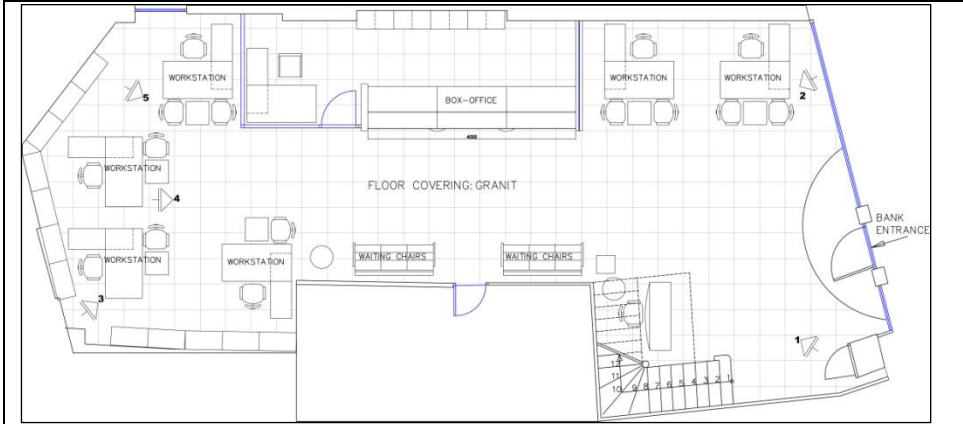 WORKSTATION
5
BOX-OFFICE
450
WORKSTATION
WORKSTATION
2
WORKSTATION
4
FLOOR COVERING: GRANIT
BANK
ENTRANCE
WORKSTATION
3
WORKSTATION
WAITING CHAIRS
WAITING CHAIRS
1
12
11
10 9 8 7 6 5 4 3 2 1